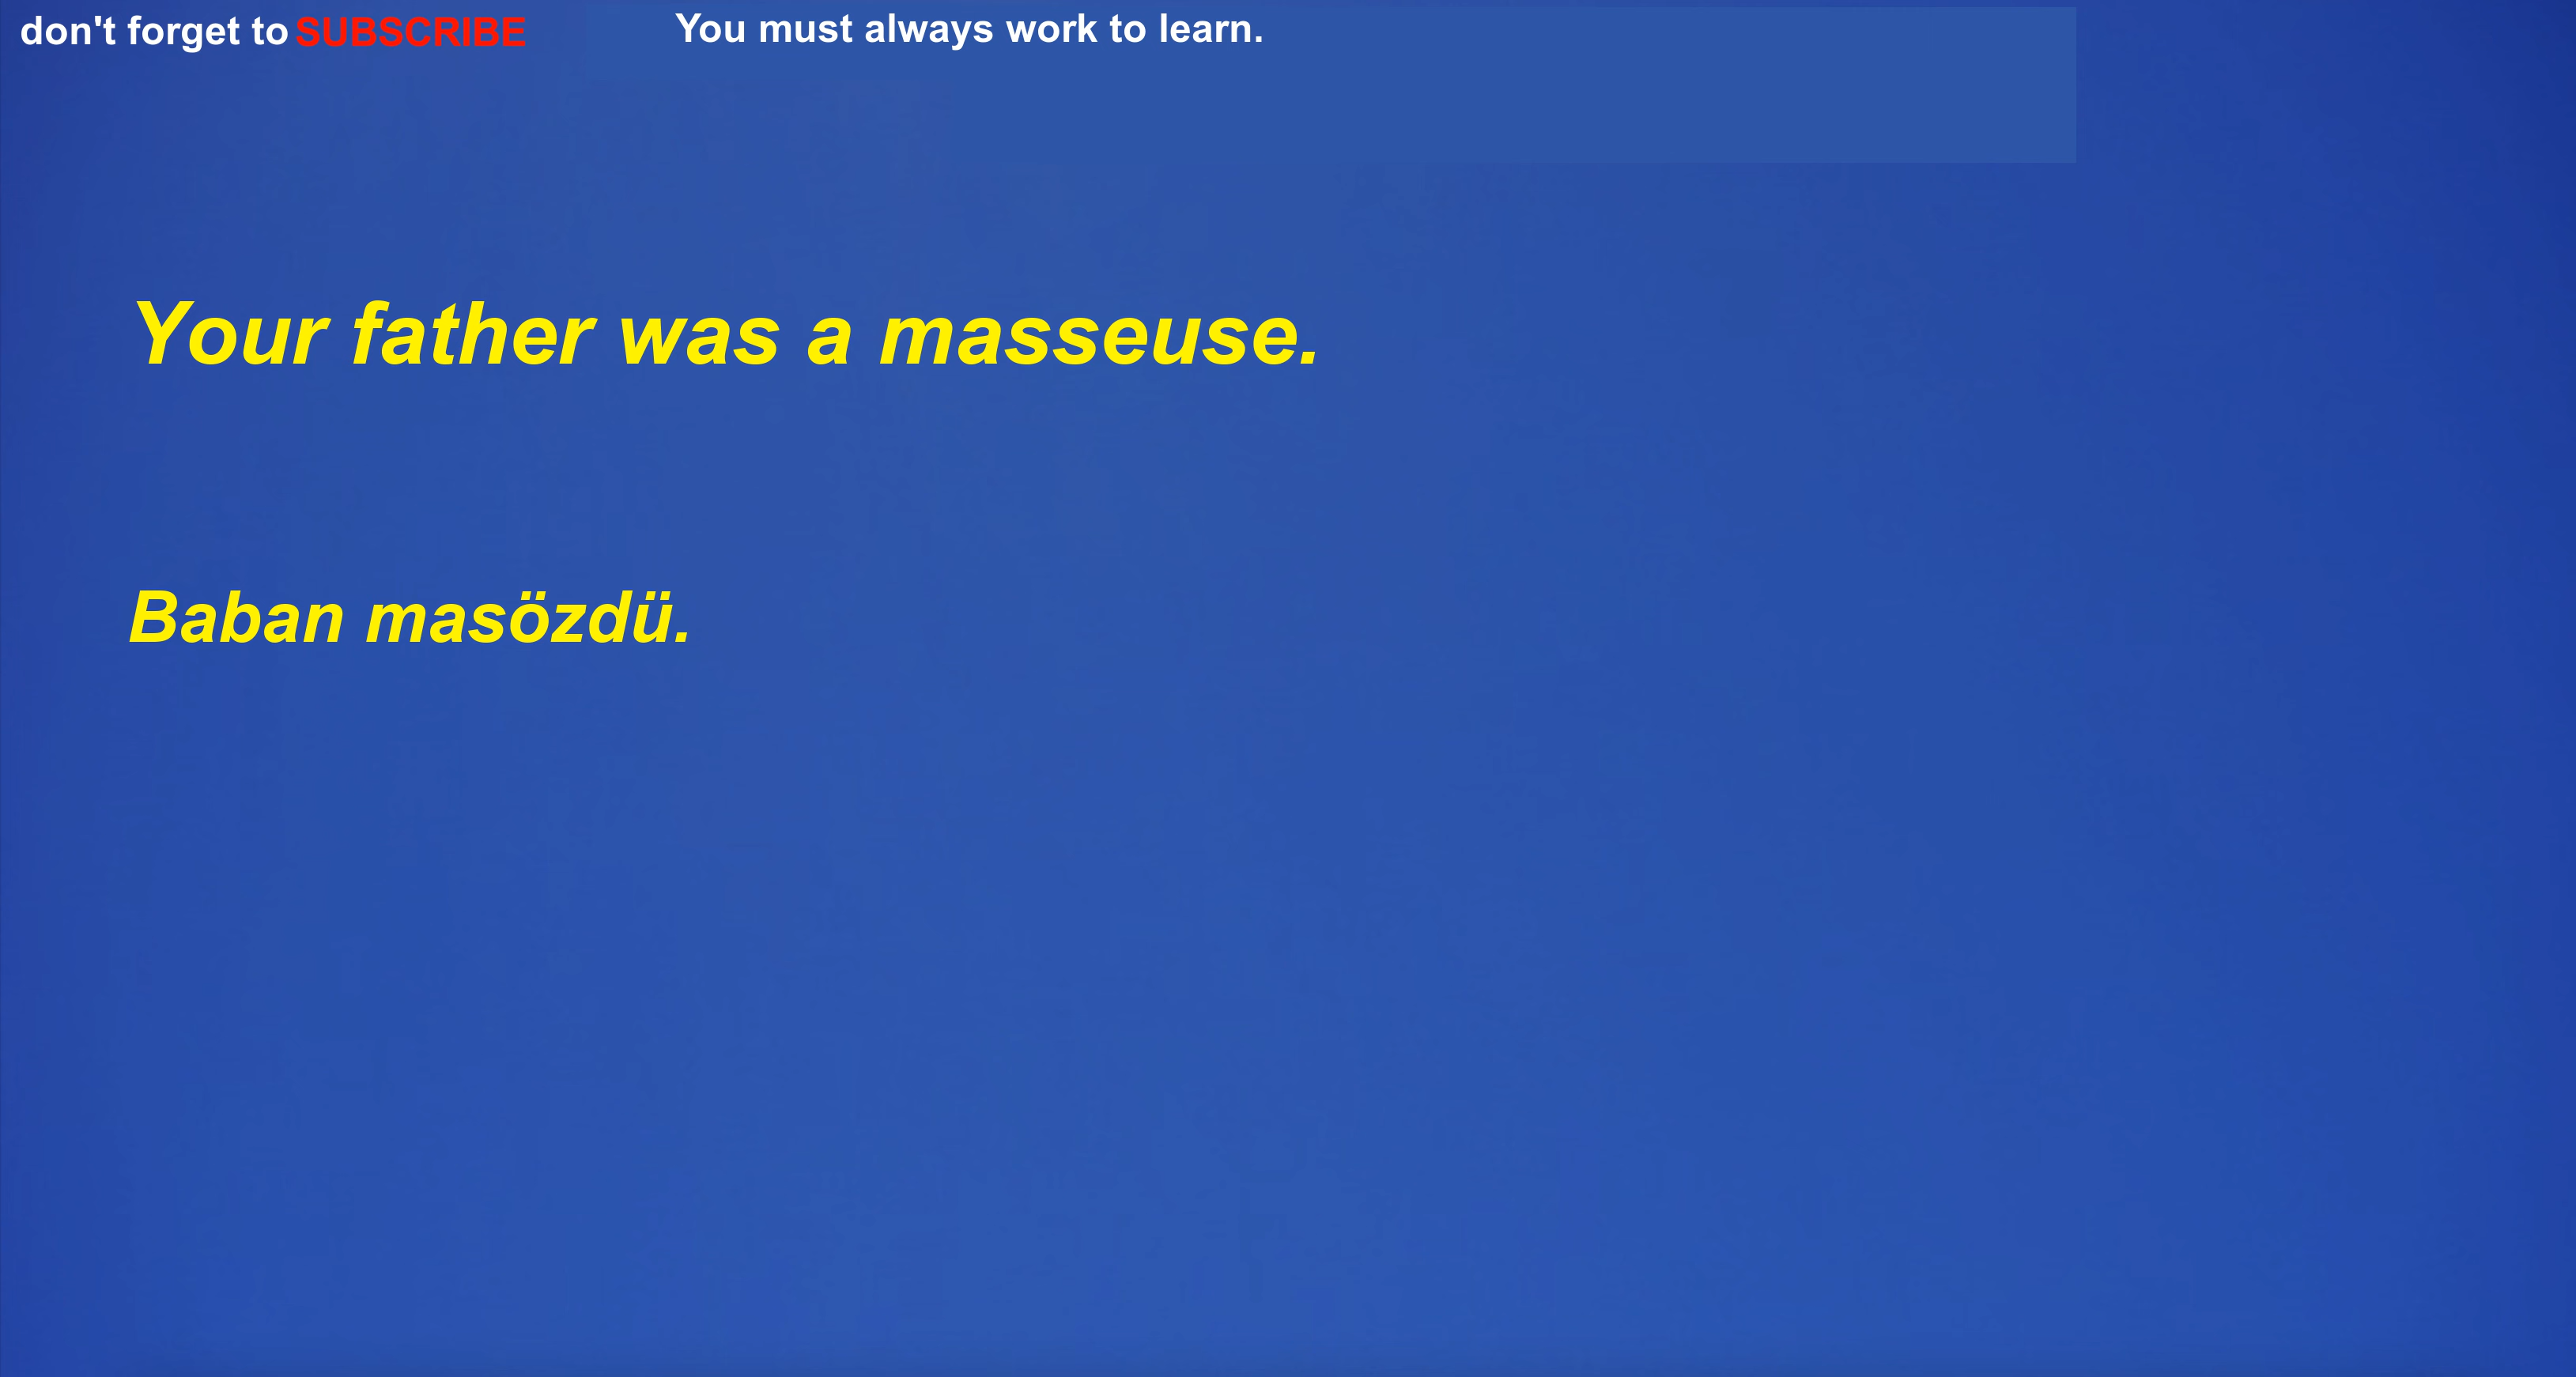 don't forget to SUBSCRIBE You must always work to learn.
Your father was a masseuse.
Baban masözdü.